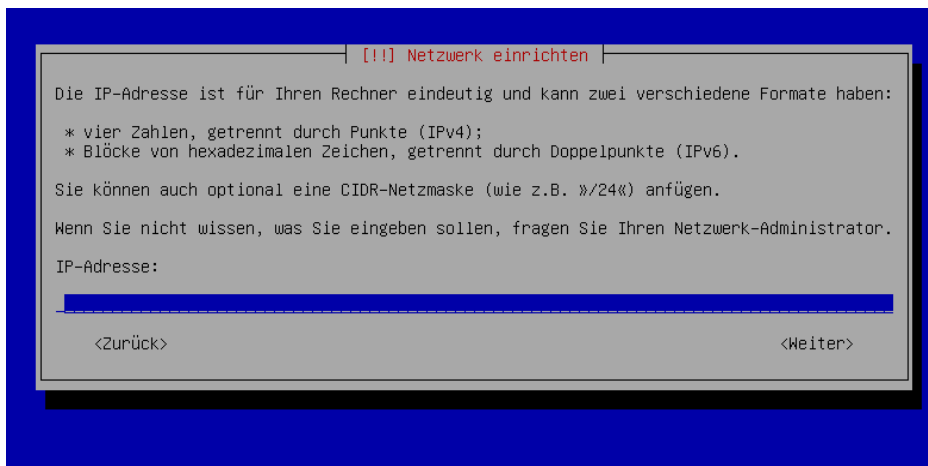 [!!] Netzwerk einrichten
Die IP-Adresse ist für Ihren Rechner eindeutig und kann zwei verschiedene Formate haben:
* vier Zahlen, getrennt durch Punkte (IPv4);
* Blöcke von hexadezimalen Zeichen, getrennt durch Doppelpunkte (IPv6).
Sie können auch optional eine CIDR-Netzmaske (wie z.B. »/24«) anfügen.
Wenn Sie nicht wissen, was Sie eingeben sollen, fragen Sie Ihren Netzwerk-Administrator.
IP-Adresse:
<Zurück> <Weiter>